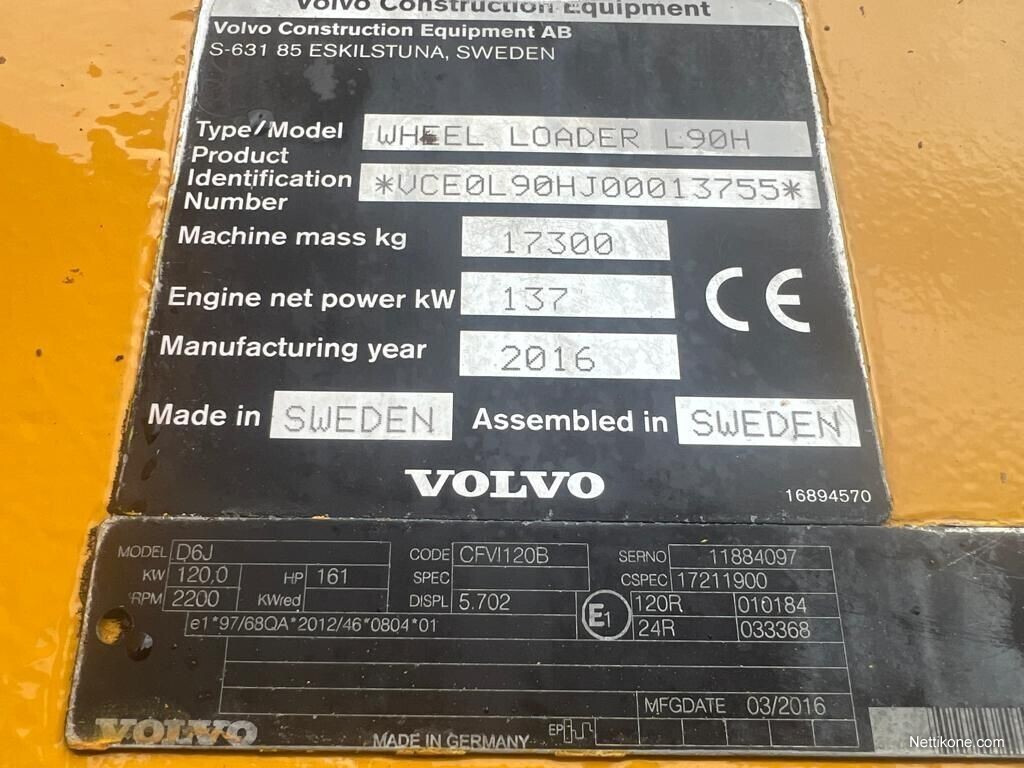 Volvo Construction Equipment
Volvo Construction Equipment AB
S-631 85 ESKILSTUNA, SWEDEN
Type/Model WHEEL LOADER L90H
Product
Identification *VCE0L90HJ00013755*
Number
Machine mass kg 17300
Engine net power kW 137
Manufacturing year 2016
CE
Made in SWEDEN Assembled in SWEDEN
VOLVO
16894570
MODEL D6J CODE CFVI120B SERNO 11884097
KW 120,0 HP 161 SPEC CSPEC 17211900
RPM 2200 KWred DISPL 5.702 E1 120R 010184
e1*97/68QA*2012/46*0804*01 24R 033368
MFGDATE 03/2016
VOLVO MADE IN GERMANY EP
Nettikone.com